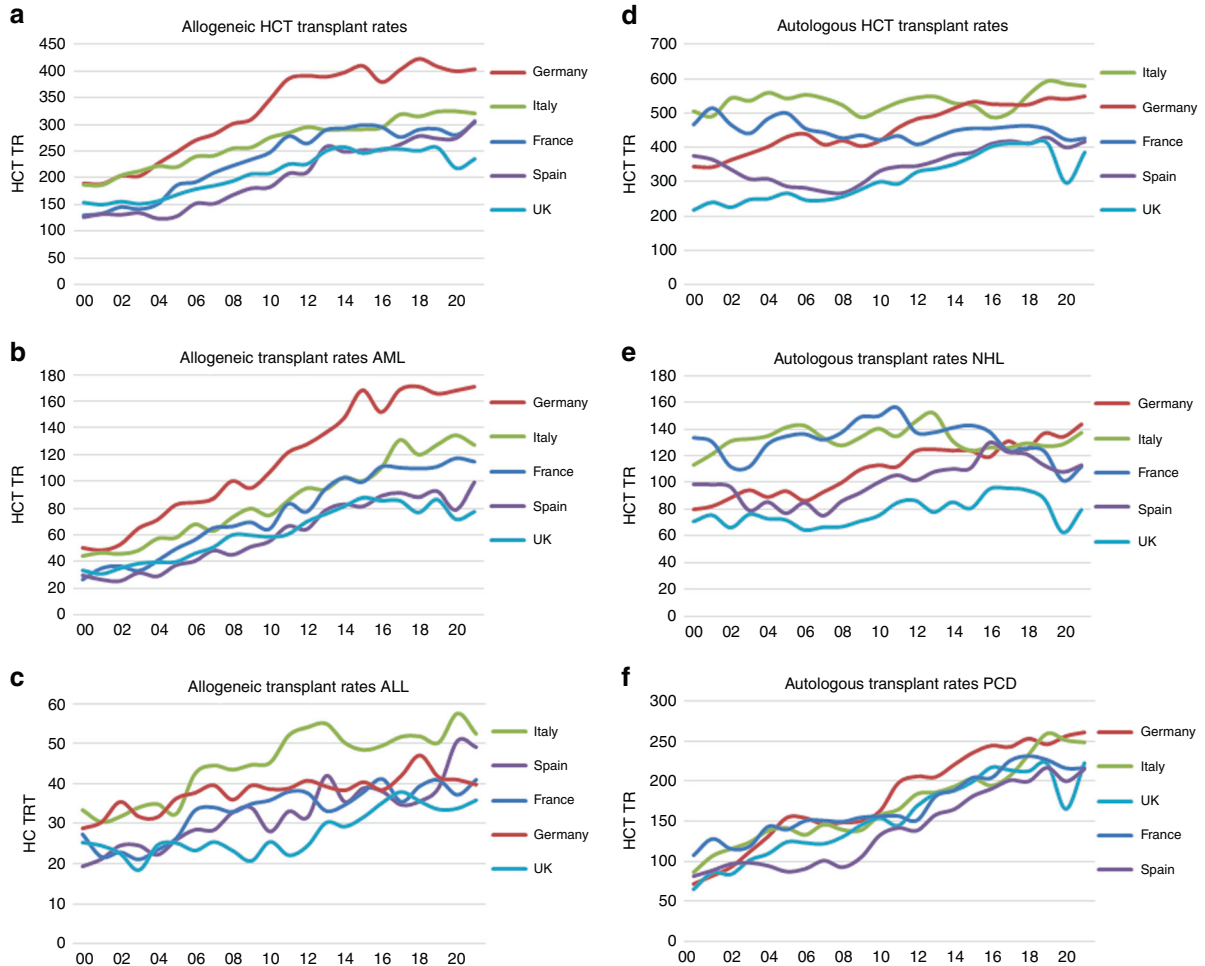 a
Allogeneic HCT transplant rates
450
400
350
300
250
200
150
100
50
0
HCT TR
00 02 04 06 08 10 12 14 16 18 20
Germany
Italy
France
Spain
UK
b
Allogeneic transplant rates AML
180
160
140
120
100
80
60
40
20
0
HCT TR
00 02 04 06 08 10 12 14 16 18 20
Germany
Italy
France
Spain
UK
c
Allogeneic transplant rates ALL
60
50
40
30
20
10
0
HC TRT
00 02 04 06 08 10 12 14 16 18 20
Italy
Spain
France
Germany
UK
d
Autologous HCT transplant rates
700
600
500
400
300
200
100
0
HCT TR
00 02 04 06 08 10 12 14 16 18 20
Italy
Germany
France
Spain
UK
e
Autologous transplant rates NHL
180
160
140
120
100
80
60
40
20
0
HCT TR
00 02 04 06 08 10 12 14 16 18 20
Germany
Italy
France
Spain
UK
f
Autologous transplant rates PCD
300
250
200
150
100
50
0
HCT TR
00 02 04 06 08 10 12 14 16 18 20
Germany
Italy
UK
France
Spain